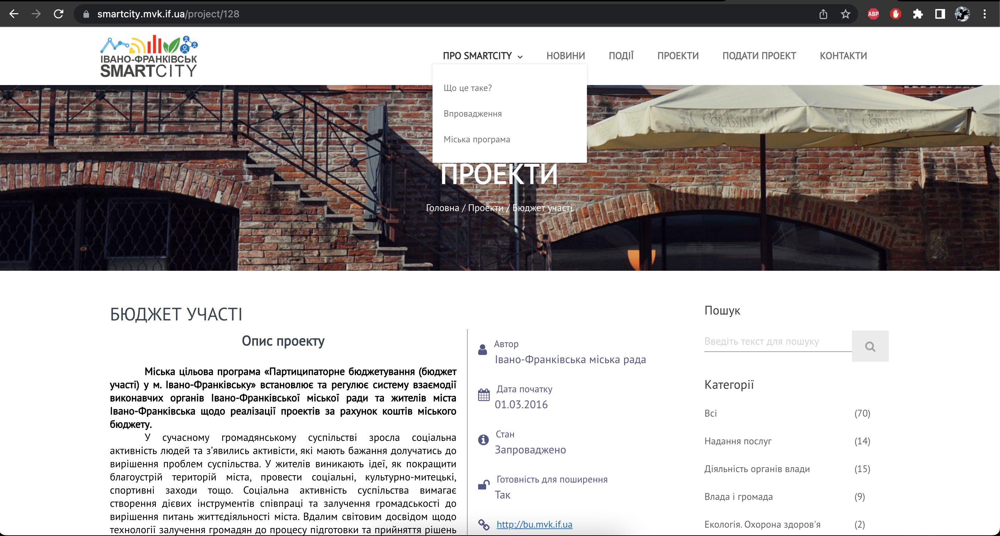 smartcity.mvk.if.ua/project/128
ABP
ІВАНО-ФРАНКІВСЬК
SMARTCITY
ПРО SMARTCITY
НОВИНИ
ПОДІЇ
ПРОЕКТИ
ПОДАТИ ПРОЕКТ
КОНТАКТИ
Що це таке?
Впровадження
Міська програма
CORASSINI
CORASSINI
ПРОЕКТИ
Головна / Проекти / Бюджет участі
БЮДЖЕТ УЧАСТІ
Опис проекту
Міська цільова програма «Партиципаторне бюджетування (бюджет
участі) у м. Івано-Франківську» встановлює та регулює систему взаємодії
виконавчих органів Івано-Франківської міської ради та жителів міста
Івано-Франківська щодо реалізації проектів за рахунок коштів міського
бюджету.
У сучасному громадянському суспільстві зросла соціальна
активність людей та з’явились активісти, які мають бажання долучатись до
вирішення проблем суспільства. У жителів виникають ідеї, як покращити
благоустрій територій міста, провести соціальні, культурно-митецькі,
спортивні заходи тощо. Соціальна активність суспільства вимагає
створення дієвих інструментів співпраці та залучення громадськості до
вирішення питань життєдіяльності міста. Вдалим світовим досвідом щодо
технології залучення громадян до процесу підготовки та прийняття рішень
Автор
Івано-Франківська міська рада
Дата початку
01.03.2016
Стан
Запроваджено
Готовність для поширення
Так
http://bu.mvk.if.ua
Пошук
Введіть текст для пошуку
Категорії
Всі (70)
Надання послуг (14)
Діяльність органів влади (15)
Влада і громада (9)
Екологія. Охорона здоров'я (2)